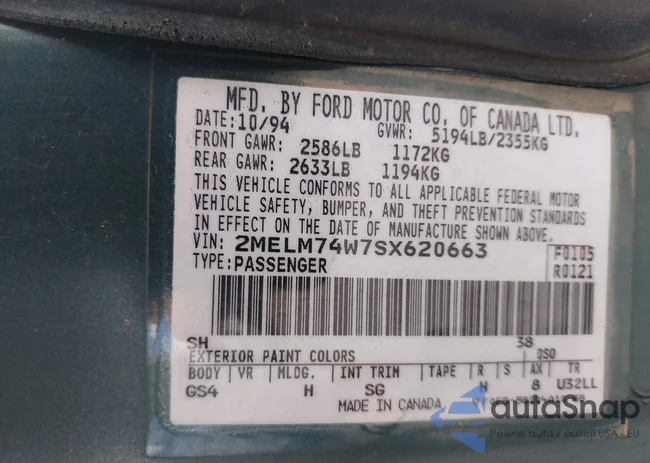 MFD. BY FORD MOTOR CO. OF CANADA LTD.
DATE: 10/94 GVWR: 5194LB/2355KG
FRONT GAWR: 2586LB 1172KG
REAR GAWR: 2633LB 1194KG
THIS VEHICLE CONFORMS TO ALL APPLICABLE FEDERAL MOTOR
VEHICLE SAFETY, BUMPER, AND THEFT PREVENTION STANDARDS
IN EFFECT ON THE DATE OF MANUFACTURE SHOWN ABOVE.
VIN: 2MELM74W7SX620663 F0105
TYPE: PASSENGER R0121
SH 38
EXTERIOR PAINT COLORS DSO
BODY VR MLDG. INT TRIM TAPE R S AX TR
GS4 H SG H 8 U32LL
MADE IN CANADA
autaSnap
Pewne auta z aukcji USA i EU